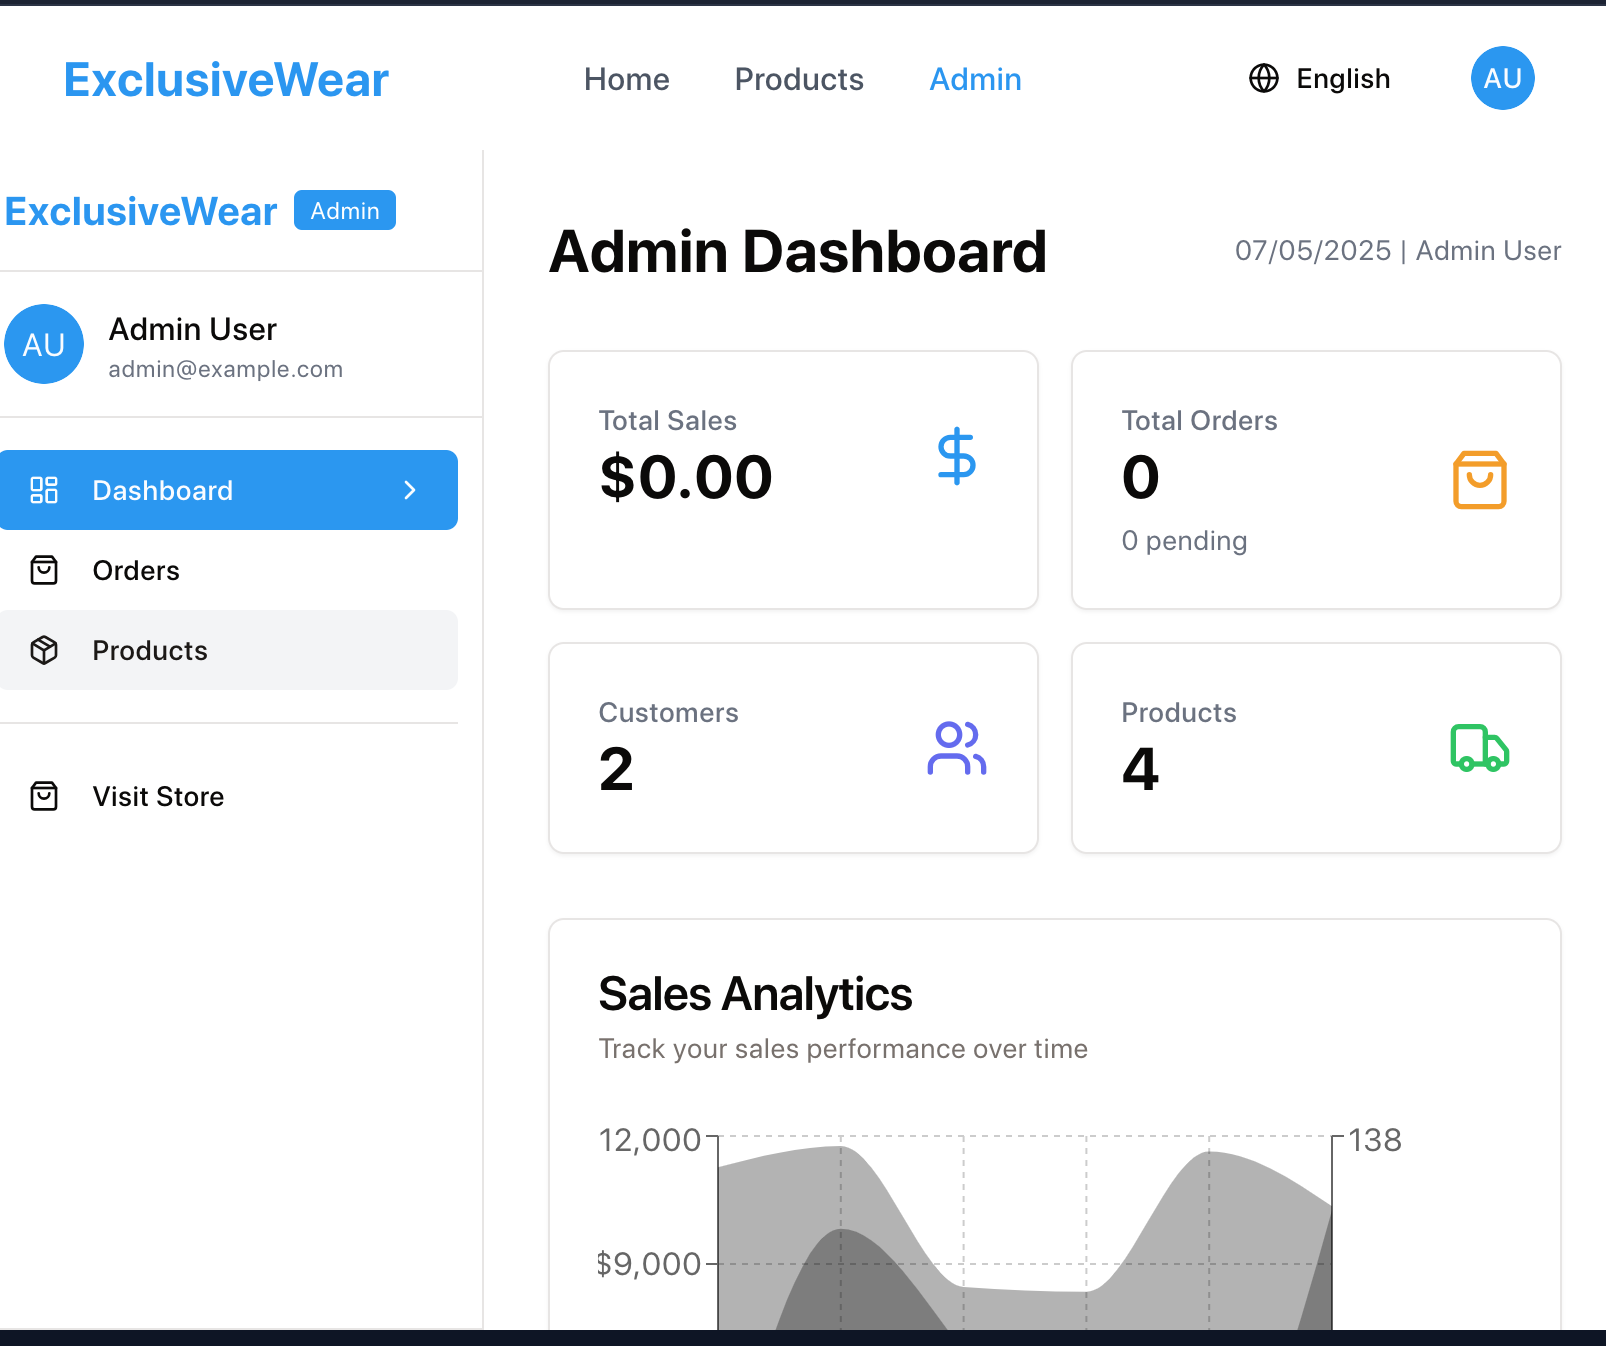 ExclusiveWear
Home
Products
Admin
English
AU
ExclusiveWear
Admin
AU
Admin User
admin@example.com
Dashboard
Orders
Products
Visit Store
Admin Dashboard
07/05/2025 | Admin User
Total Sales
$0.00
Total Orders
0
0 pending
Customers
2
Products
4
Sales Analytics
Track your sales performance over time
12,000
138
$9,000